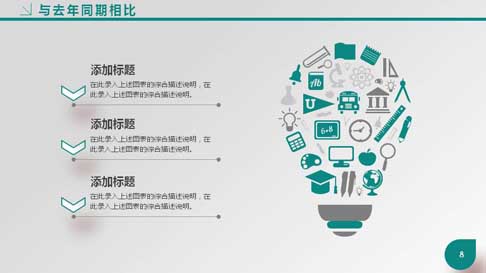 与去年同期相比
添加标题
在此录入上述图表的综合描述说明，在
此录入上述图表的综合描述说明。
添加标题
在此录入上述图表的综合描述说明，在
此录入上述图表的综合描述说明。
添加标题
在此录入上述图表的综合描述说明，在
此录入上述图表的综合描述说明。
Ab
U
6+8
8